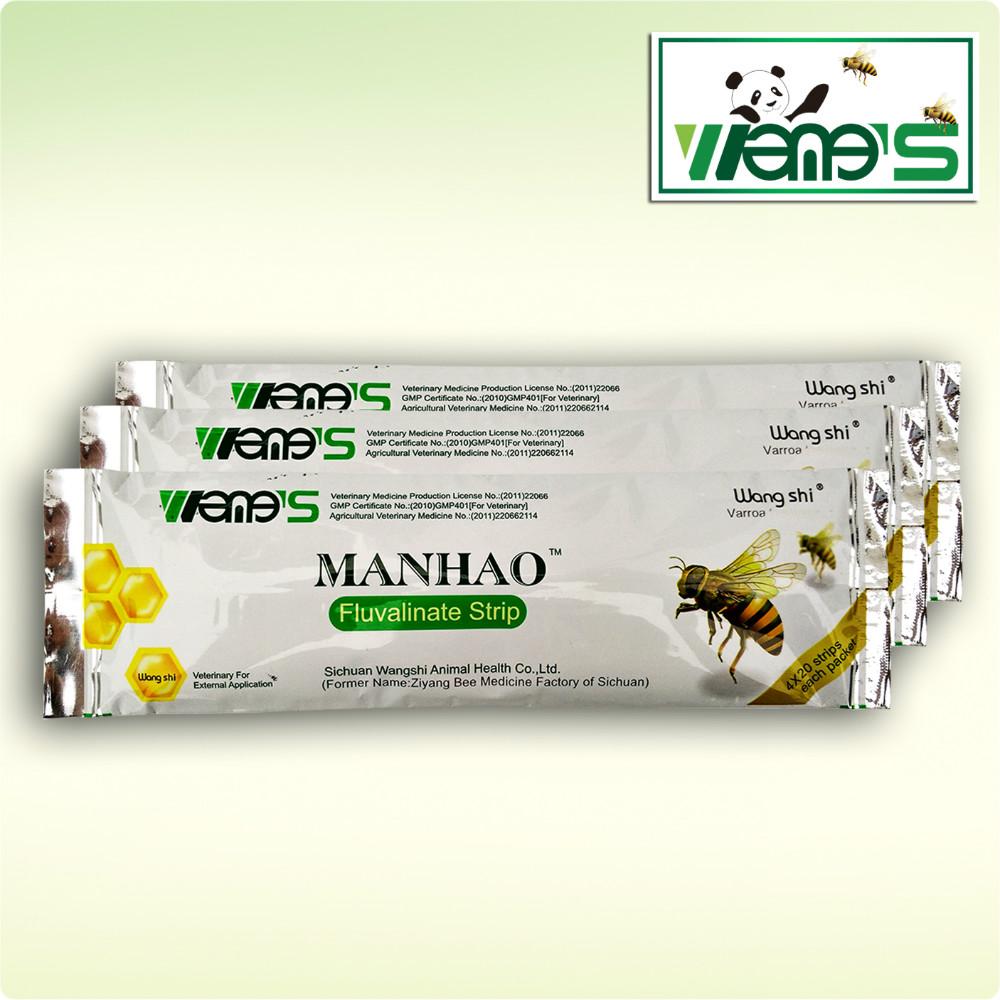 Wang's
Wang's
Veterinary Medicine Production License No.:(2011)22066
GMP Certificate No.:(2010)GMP401[For Veterinary]
Agricultural Veterinary Medicine No.:(2011)220662114
Wang shi®
Varroa
Wang's
Veterinary Medicine Production License No.:(2011)22066
GMP Certificate No.:(2010)GMP401[For Veterinary]
Agricultural Veterinary Medicine No.:(2011)220662114
Wang shi®
Varroa
Wang's
Veterinary Medicine Production License No.:(2011)22066
GMP Certificate No.:(2010)GMP401[For Veterinary]
Agricultural Veterinary Medicine No.:(2011)220662114
Wang shi®
Varroa
MANHAO™
Fluvalinate Strip
Wang shi
Veterinary For
External Application
Sichuan Wangshi Animal Health Co.,Ltd.
(Former Name:Ziyang Bee Medicine Factory of Sichuan)
4X20 strips
each packet